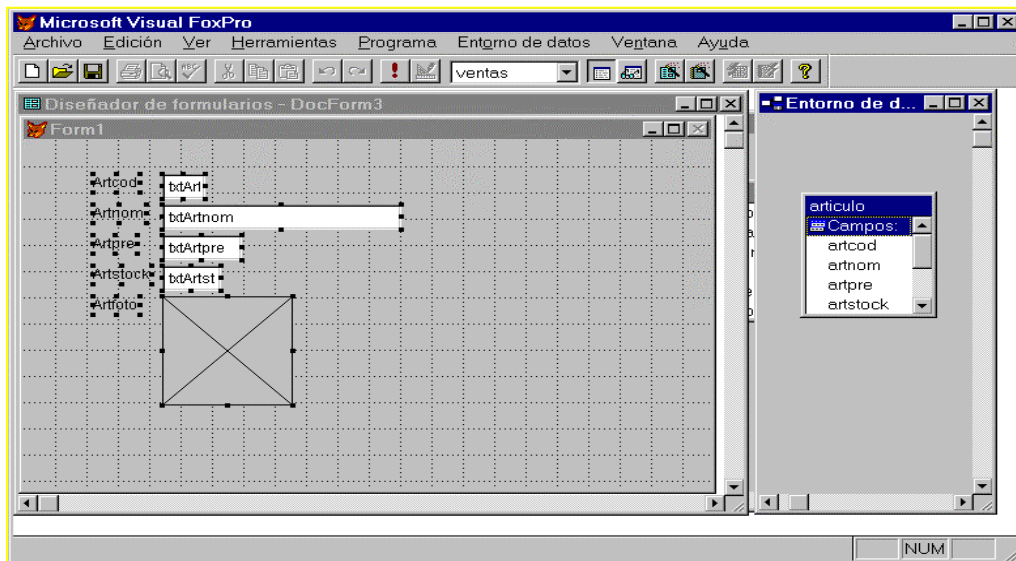 Microsoft Visual FoxPro
Archivo Edición Ver Herramientas Programa Entorno de datos Ventana Ayuda
ventas
Diseñador de formularios - DocForm3
Form1
Artcod txtArt
Artnom txtArtnom
Artpre txtArtpre
Artstock txtArtst
Artfoto
Entorno de d...
articulo
Campos:
artcod
artnom
artpre
artstock
NUM